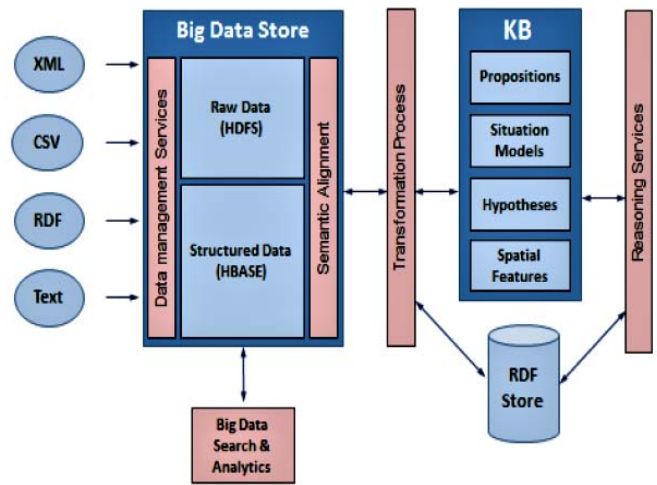 Big Data Store
KB
XML
CSV
RDF
Text
Data management Services
Raw Data
(HDFS)
Structured Data
(HBASE)
Semantic Alignment
Transformation Process
Propositions
Situation
Models
Hypotheses
Spatial
Features
Reasoning Services
RDF
Store
Big Data
Search &
Analytics